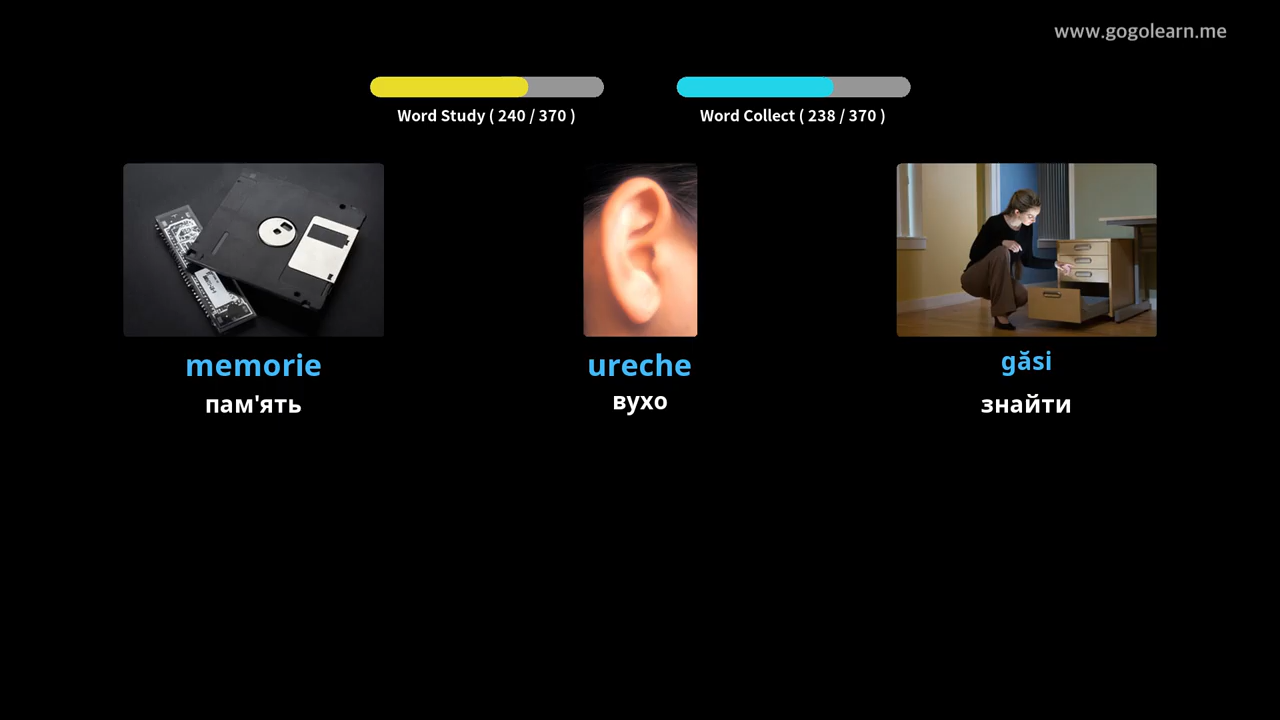 www.gogolearn.me
Word Study ( 240 / 370 )
Word Collect ( 238 / 370 )
memorie
пам'ять
ureche
вухо
găsi
знайти